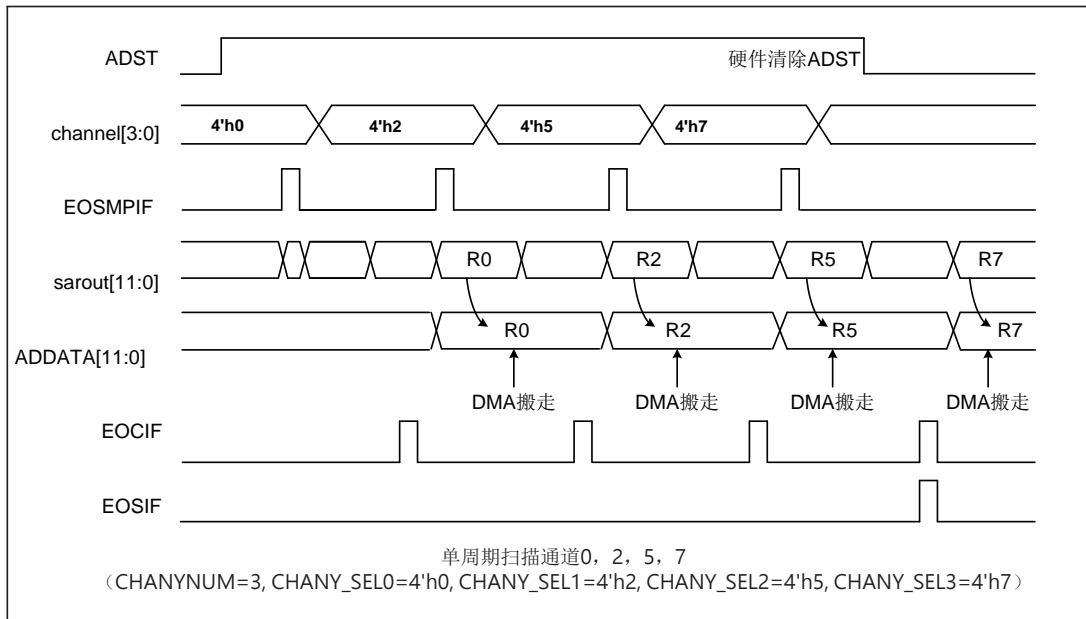 ADST
硬件清除ADST
channel[3:0]
4'h0
4'h2
4'h5
4'h7
EOSMPIF
sarout[11:0]
R0
R2
R5
R7
ADDATA[11:0]
R0
R2
R5
R7
DMA搬走
DMA搬走
DMA搬走
DMA搬走
EOCIF
EOSIF
单周期扫描通道0，2，5，7
（CHANYNUM=3, CHANY_SEL0=4'h0, CHANY_SEL1=4'h2, CHANY_SEL2=4'h5, CHANY_SEL3=4'h7）